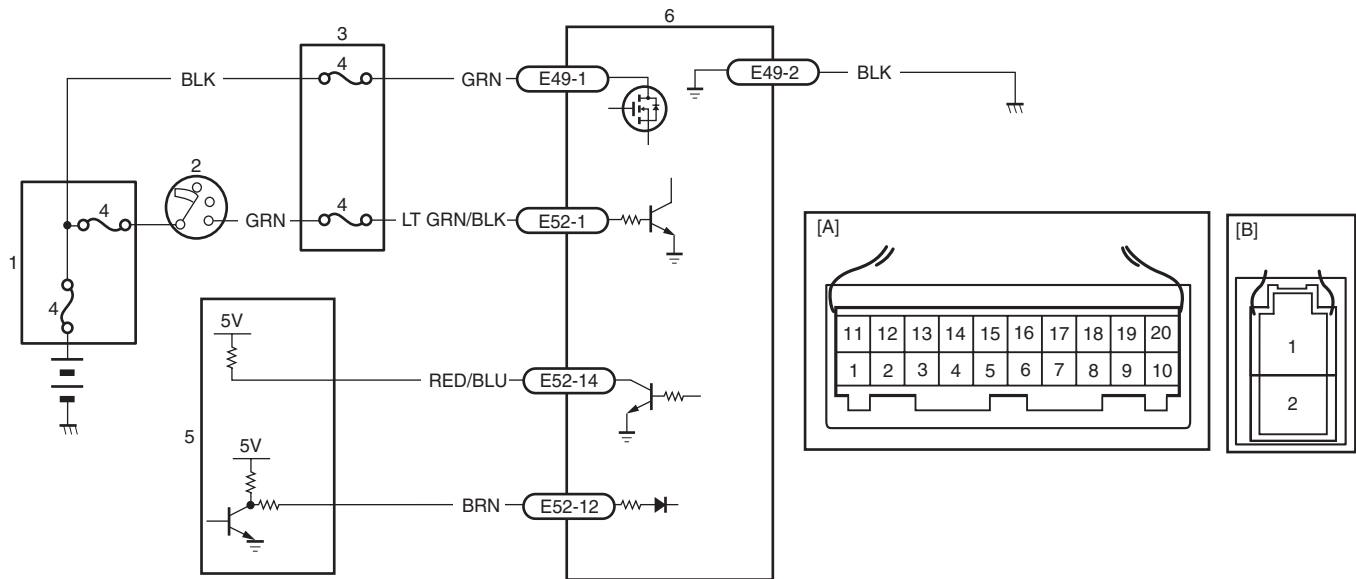 6
3
4
BLK
GRN
E49-1
E49-2
BLK
2
4
GRN
4
LT GRN/BLK
E52-1
1
4
5
5V
RED/BLU
E52-14
5V
BRN
E52-12
[A]
11 12 13 14 15 16 17 18 19 20
1 2 3 4 5 6 7 8 9 10
[B]
1
2